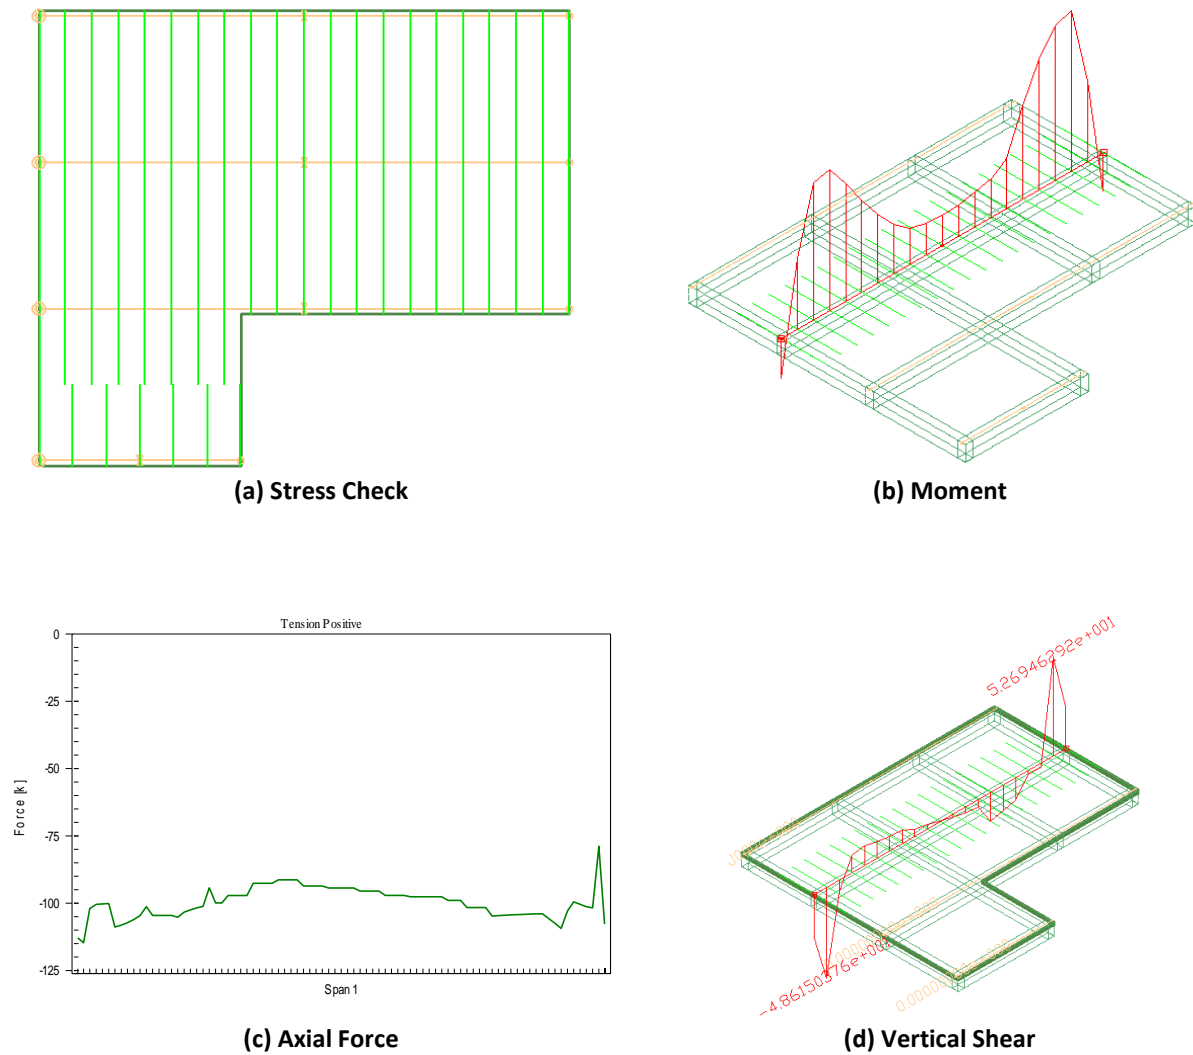 (a) Stress Check
(b) Moment
Tension Positive
0
-25
-50
-75
-100
-125
Force [k]
Span 1
(c) Axial Force
5.26946292e+001
(d) Vertical Shear